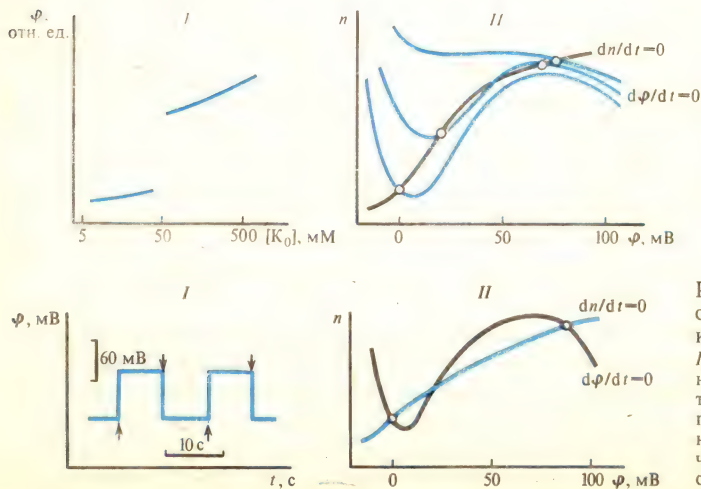 φ,
отн. ед.
I
5
50
500
[K₀], мМ
n
II
dn/dt=0
dφ/dt=0
0
50
100
φ, мВ
φ, мВ
I
60 мВ
10 с
t, с
n
II
dn/dt=0
dφ/dt=0
0
50
100
φ, мВ